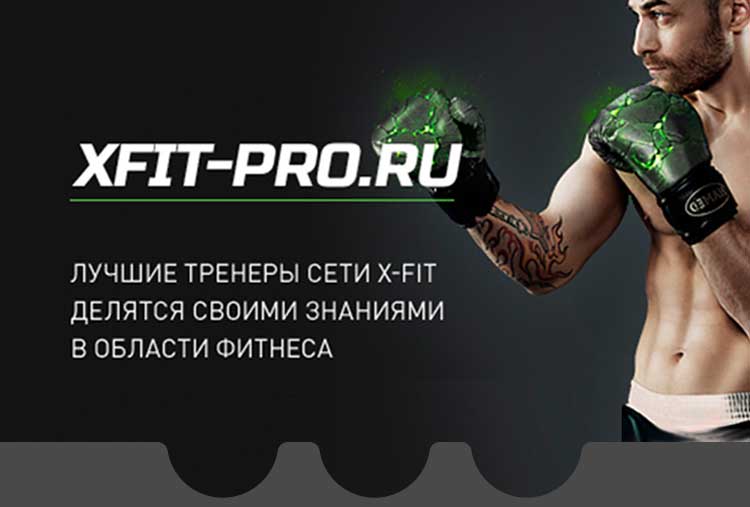 XFIT-PRO.RU
ЛУЧШИЕ ТРЕНЕРЫ СЕТИ X-FIT
ДЕЛЯТСЯ СВОИМИ ЗНАНИЯМИ
В ОБЛАСТИ ФИТНЕСА